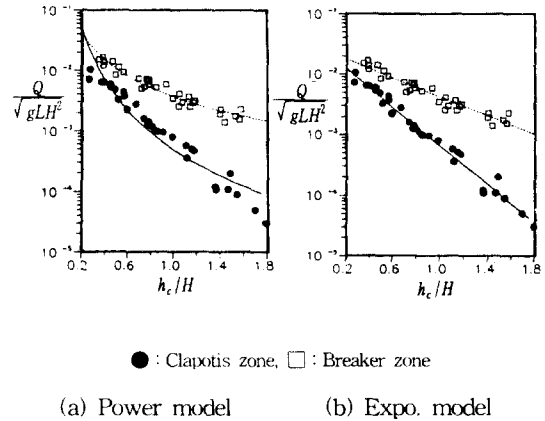 10⁻¹ 10⁻¹
10⁻² 10⁻²
Q/√gLH² Q/√gLH²
10⁻³ 10⁻³
10⁻⁴ 10⁻⁴
10⁻⁵ 10⁻⁵
0.2 0.6 1.0 1.4 1.8 0.2 0.6 1.0 1.4 1.8
h_c/H h_c/H
● : Clapotis zone, □ : Breaker zone
(a) Power model (b) Expo. model